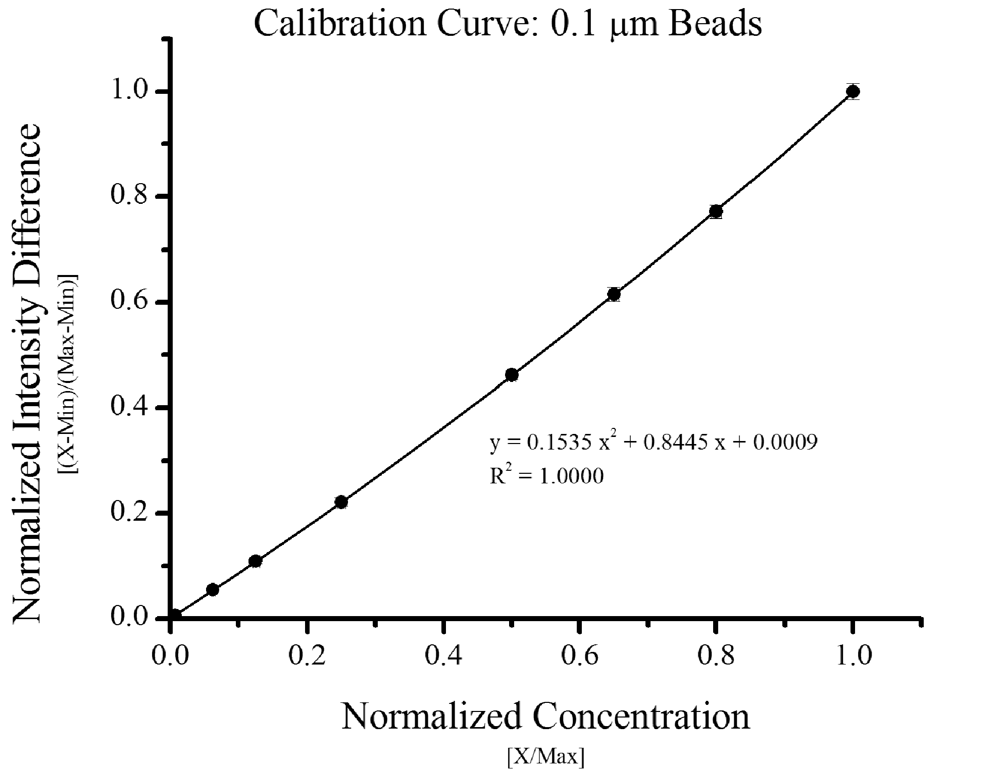 Calibration Curve: 0.1 μm Beads
Normalized Intensity Difference
[(X-Min)/(Max-Min)]
1.0
0.8
0.6
0.4
0.2
0.0
y = 0.1535 x² + 0.8445 x + 0.0009
R² = 1.0000
0.0 0.2 0.4 0.6 0.8 1.0
Normalized Concentration
[X/Max]